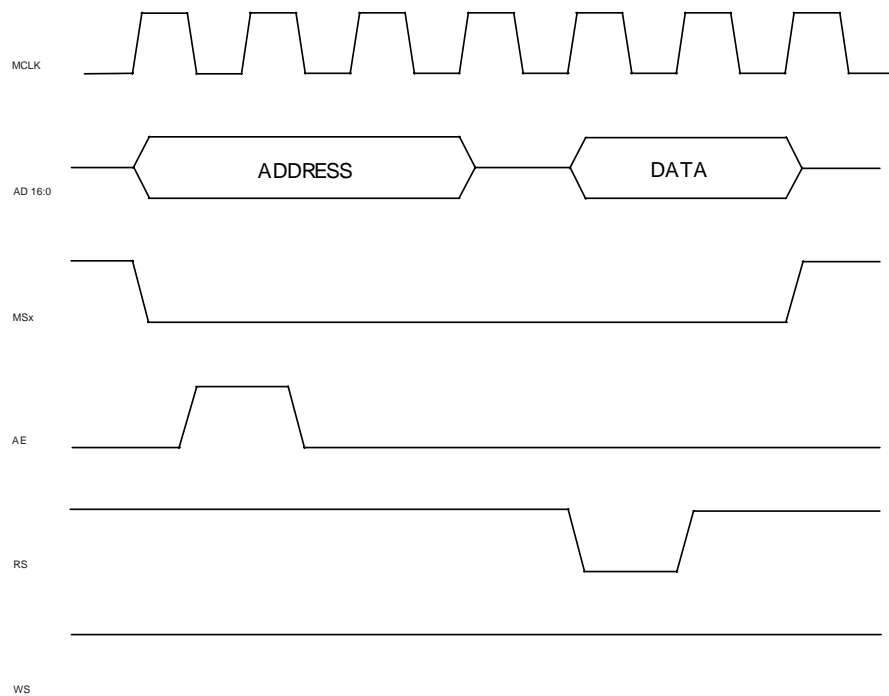 MCLK
ADDRESS
DATA
AD 16:0
MSx
AE
RS
WS